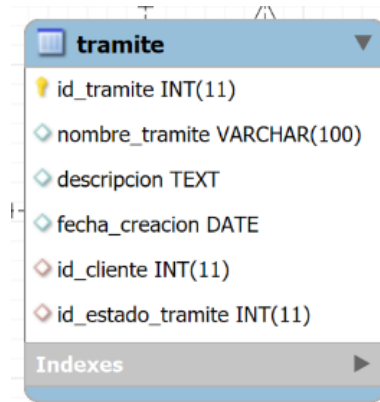 tramite
id_tramite INT(11)
nombre_tramite VARCHAR(100)
descripcion TEXT
fecha_creacion DATE
id_cliente INT(11)
id_estado_tramite INT(11)
Indexes